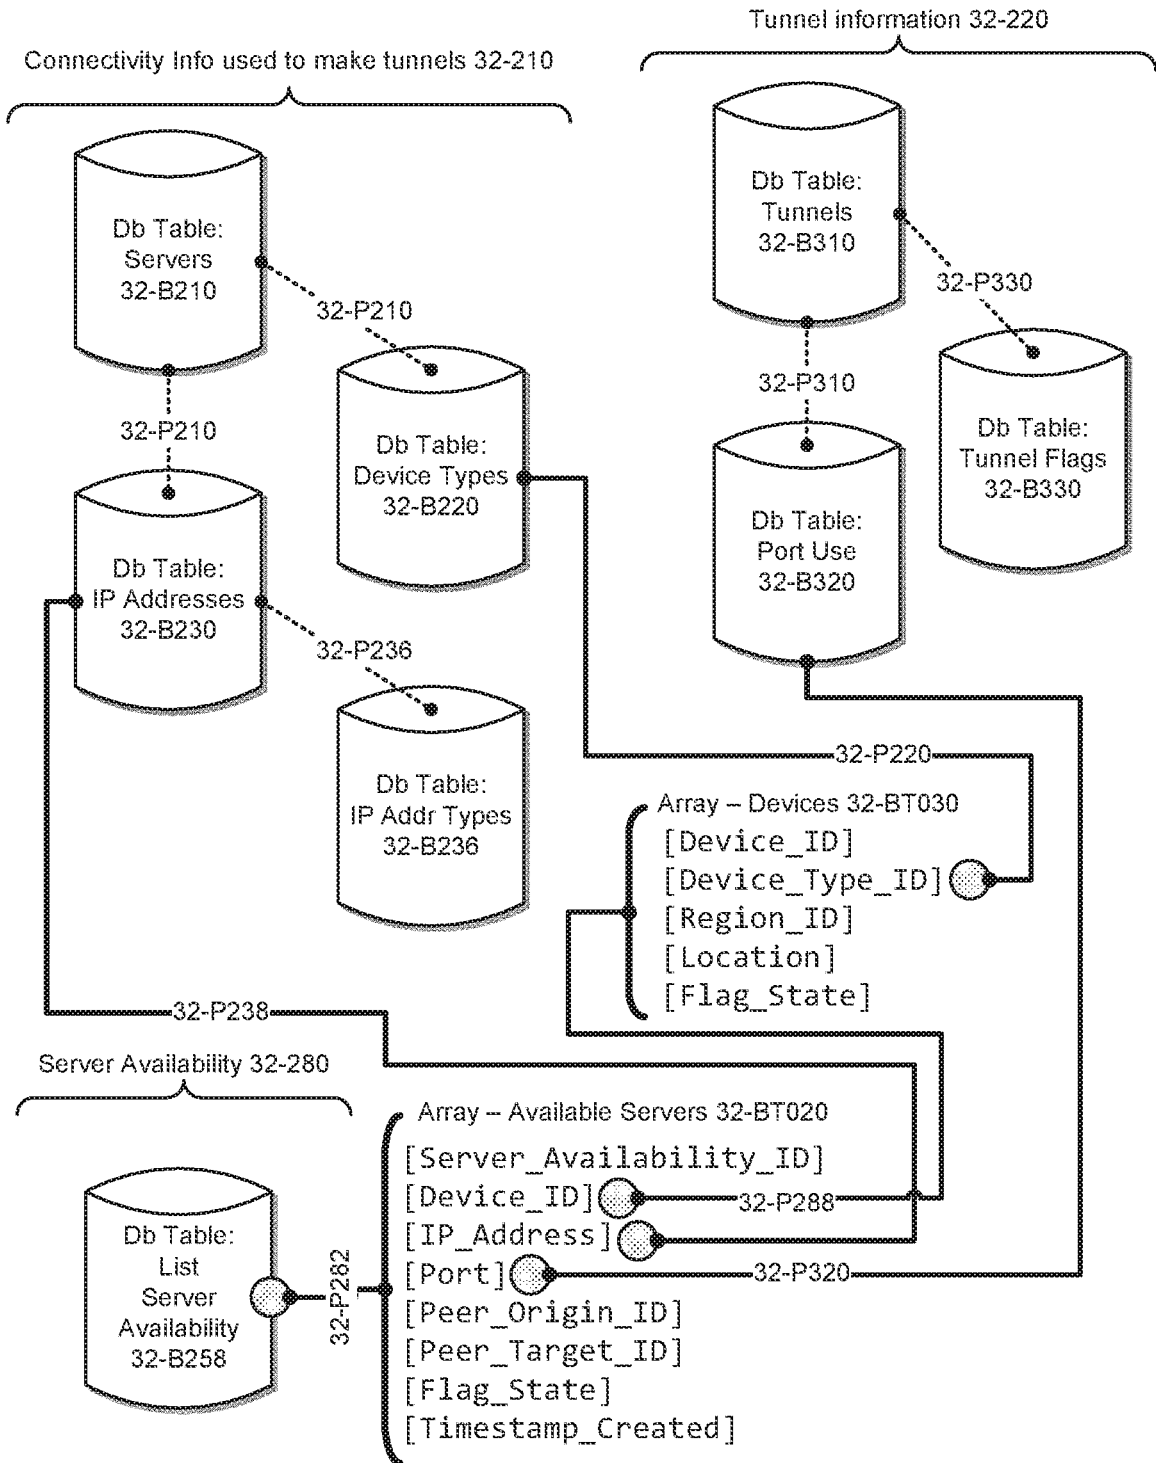 Tunnel information 32-220
Connectivity Info used to make tunnels 32-210
Db Table:
Servers
32-B210
Db Table:
Tunnels
32-B310
32-P210
32-P330
32-P210
32-P310
Db Table:
Device Types
32-B220
Db Table:
Tunnel Flags
32-B330
Db Table:
IP Addresses
32-B230
Db Table:
Port Use
32-B320
32-P236
Db Table:
IP Addr Types
32-B236
32-P220
Array – Devices 32-BT030
[Device_ID]
[Device_Type_ID]
[Region_ID]
[Location]
[Flag_State]
32-P238
Server Availability 32-280
Array – Available Servers 32-BT020
[Server_Availability_ID]
[Device_ID]
32-P288
[IP_Address]
[Port]
32-P320
[Peer_Origin_ID]
[Peer_Target_ID]
[Flag_State]
[Timestamp_Created]
Db Table:
List
Server
Availability
32-B258
32-P282